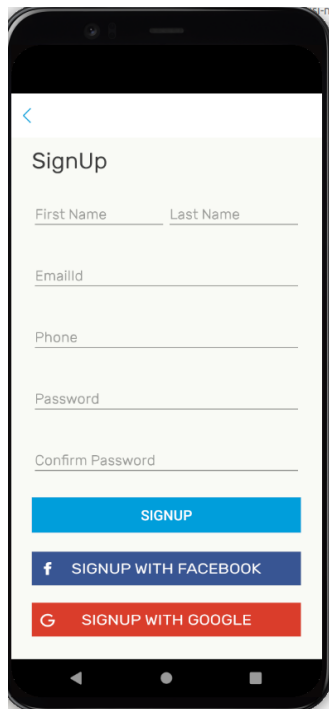 SignUp
First Name Last Name
EmailId
Phone
Password
Confirm Password
SIGNUP
f SIGNUP WITH FACEBOOK
G SIGNUP WITH GOOGLE